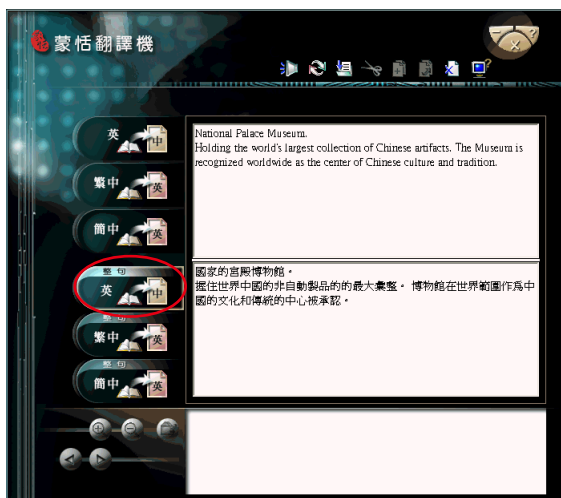 蒙恬翻譯機
英 中
繁中 英
簡中 英
整句
英 中
整句
繁中 英
整句
簡中 英
National Palace Museum.
Holding the world's largest collection of Chinese artifacts. The Museum is
recognized worldwide as the center of Chinese culture and tradition.
國家的宮殿博物館。
握住世界中國的非自動製品的的最大彙整。 博物館在世界範圍作爲中
國的文化和傳統的中心被承認。